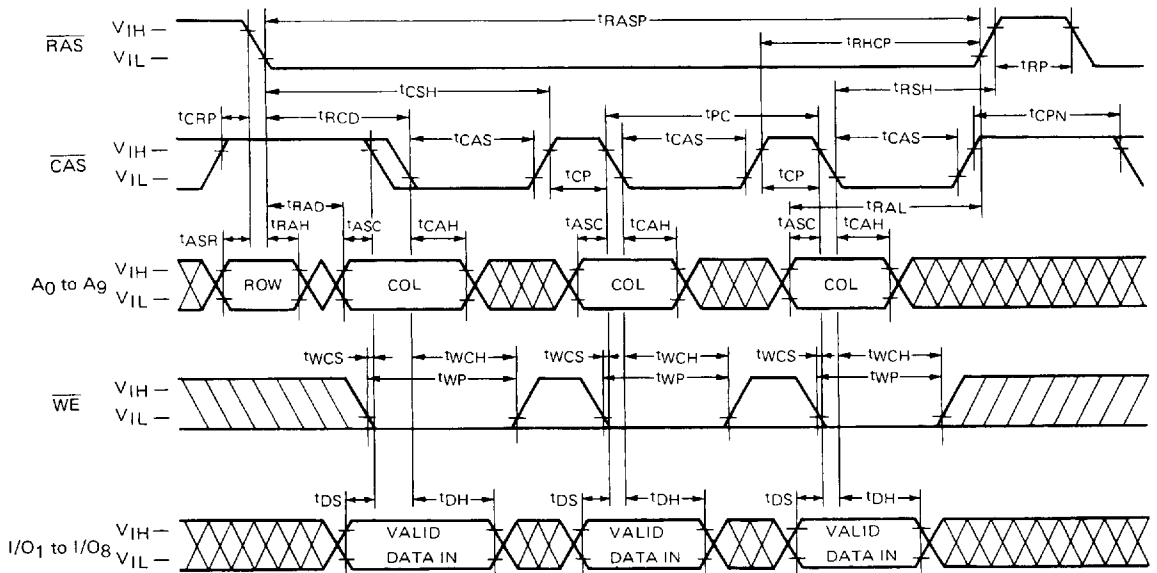 tRASP
RAS VIH
VIL
tRHCP
tRP
tCSH
tRSH
tCRP tRCD tPC tCPN
CAS VIH
VIL
tCAS tCAS tCAS
tCP tCP
tRAD tRAL
tASR tRAH tASC tCAH tASC tCAH tASC tCAH
A0 to A9 VIH
VIL
ROW COL COL COL
tWCS tWCH tWCS tWCH tWCS tWCH
tWP tWP tWP
WE VIH
VIL
tDS tDH tDS tDH tDS tDH
I/O1 to I/O8 VIH
VIL
VALID VALID VALID
DATA IN DATA IN DATA IN